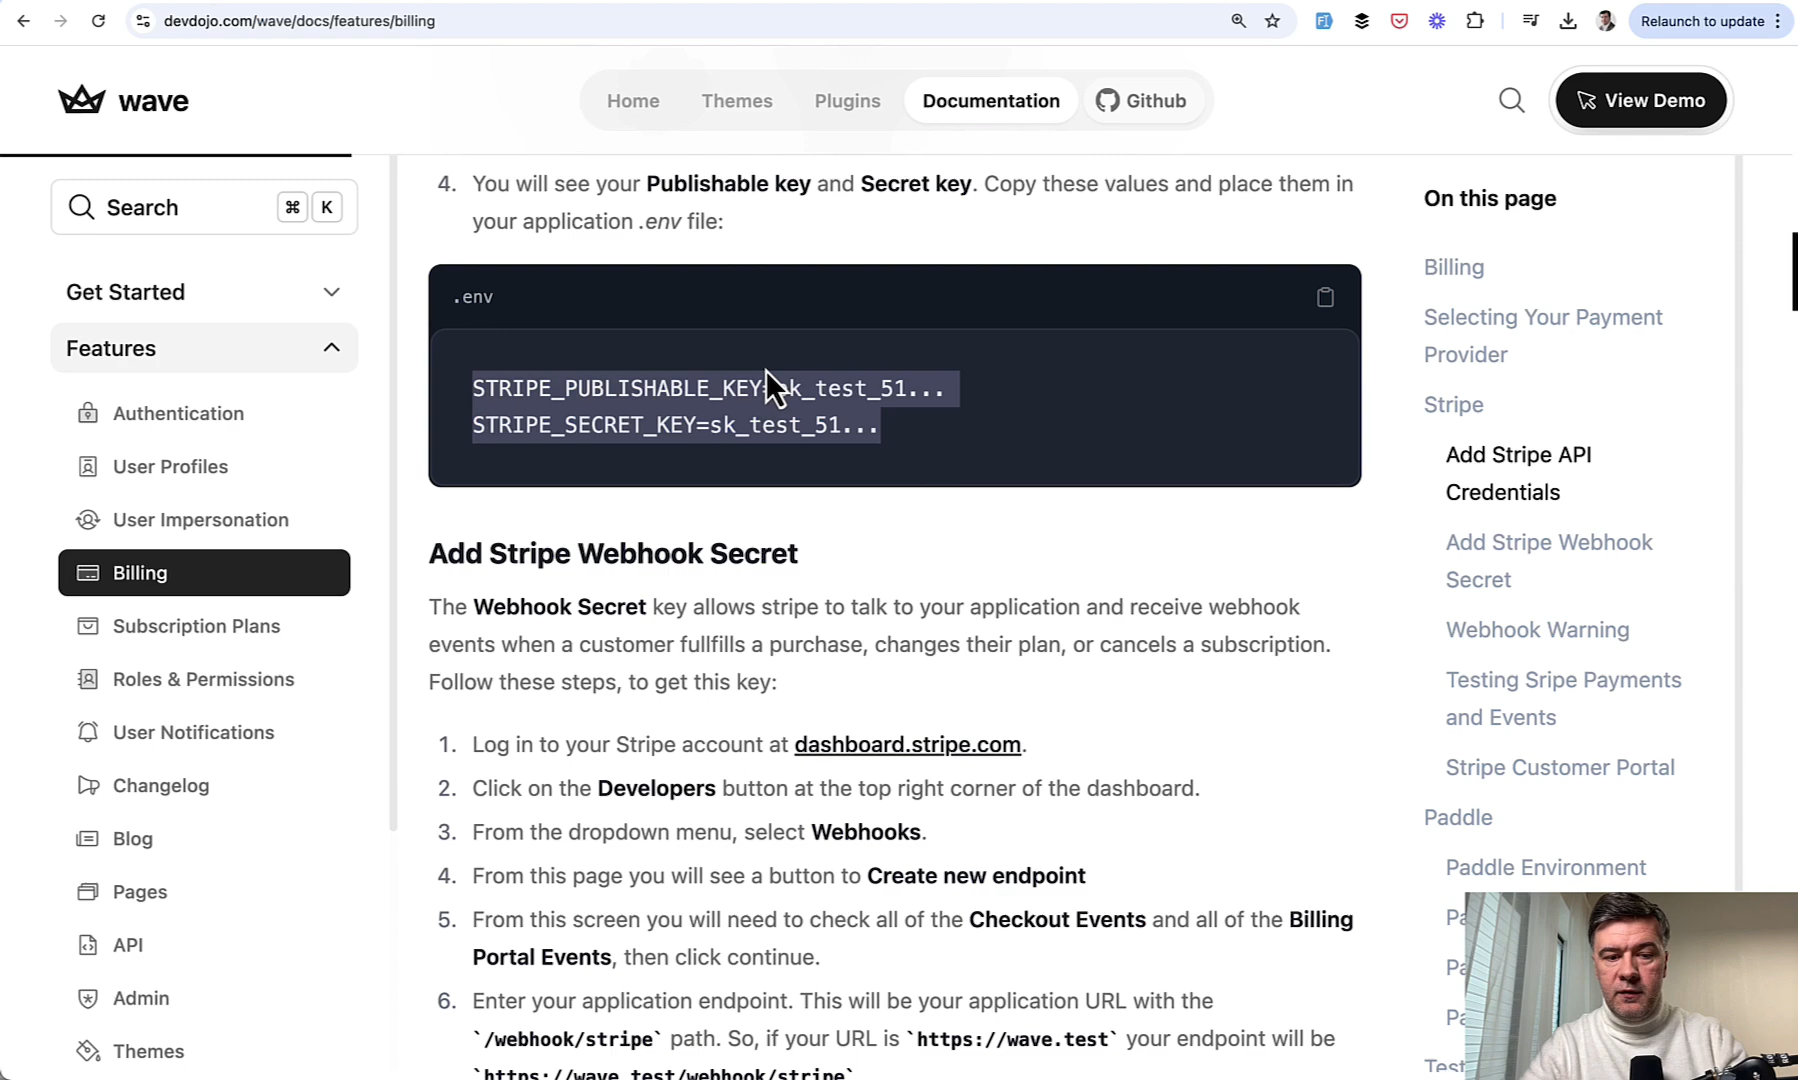 devdojo.com/wave/docs/features/billing
Relaunch to update
wave
Home
Themes
Plugins
Documentation
Github
View Demo
Search
⌘
K
Get Started
Features
Authentication
User Profiles
User Impersonation
Billing
Subscription Plans
Roles & Permissions
User Notifications
Changelog
Blog
Pages
API
Admin
Themes
4. You will see your Publishable key and Secret key. Copy these values and place them in
your application .env file:
.env
STRIPE_PUBLISHABLE_KEY=sk_test_51...
STRIPE_SECRET_KEY=sk_test_51...
Add Stripe Webhook Secret
The Webhook Secret key allows stripe to talk to your application and receive webhook
events when a customer fullfills a purchase, changes their plan, or cancels a subscription.
Follow these steps, to get this key:
1. Log in to your Stripe account at dashboard.stripe.com.
2. Click on the Developers button at the top right corner of the dashboard.
3. From the dropdown menu, select Webhooks.
4. From this page you will see a button to Create new endpoint
5. From this screen you will need to check all of the Checkout Events and all of the Billing
Portal Events, then click continue.
6. Enter your application endpoint. This will be your application URL with the
`/webhook/stripe` path. So, if your URL is `https://wave.test` your endpoint will be
`https://wave.test/webhook/stripe`
On this page
Billing
Selecting Your Payment
Provider
Stripe
Add Stripe API
Credentials
Add Stripe Webhook
Secret
Webhook Warning
Testing Sripe Payments
and Events
Stripe Customer Portal
Paddle
Paddle Environment